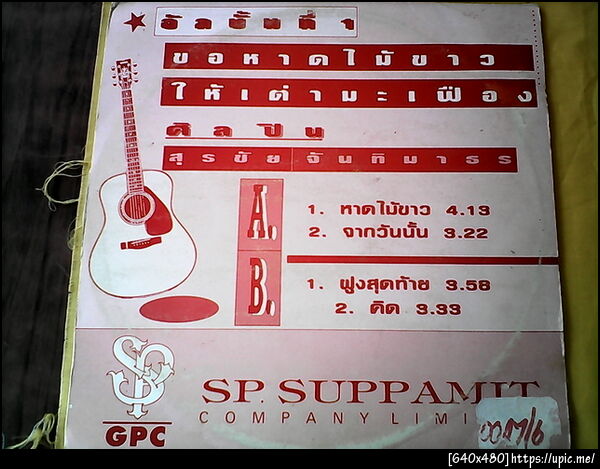 อัลบั้มที่ 1
ขอหาดไม้ขาว
ให้เต่ามะเฟือง
ศิลปิน
สุรชัย จันทิมาธร
A.
1. หาดไม้ขาว 4.13
2. จากวันนั้น 3.22
B.
1. ฝูงสุดท้าย 3.58
2. คิด 3.33
SP
GPC
SP. SUPPAMIT
COMPANY LIMI
[640x480]https://upic.me/